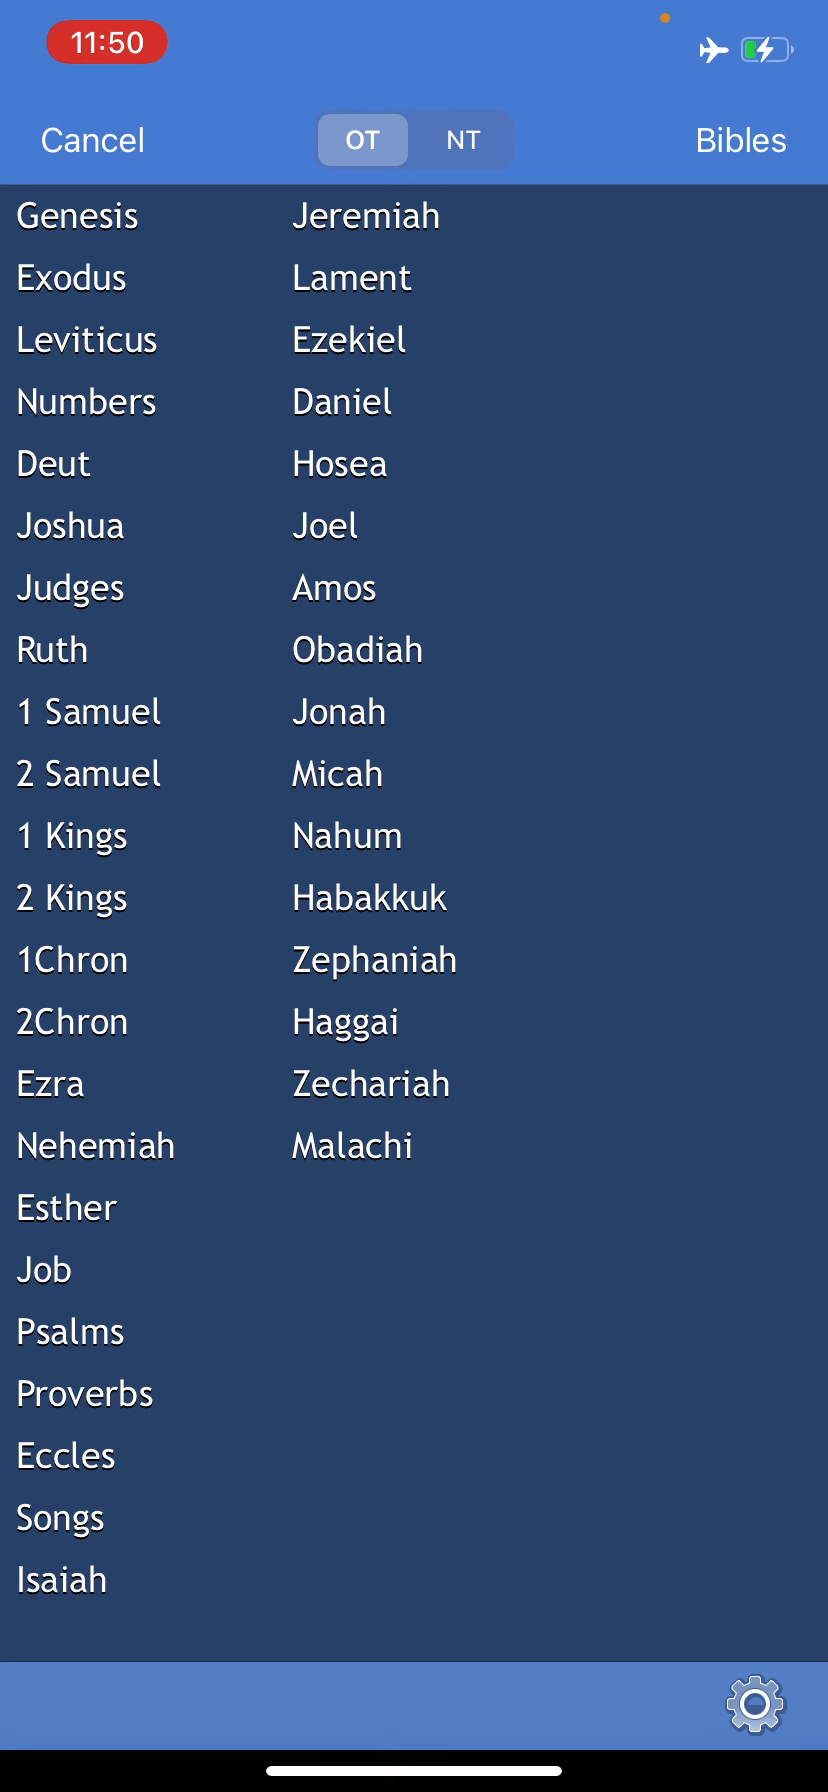 11:50
Cancel OT NT Bibles
Genesis
Exodus
Leviticus
Numbers
Deut
Joshua
Judges
Ruth
1 Samuel
2 Samuel
1 Kings
2 Kings
1Chron
2Chron
Ezra
Nehemiah
Esther
Job
Psalms
Proverbs
Eccles
Songs
Isaiah
Jeremiah
Lament
Ezekiel
Daniel
Hosea
Joel
Amos
Obadiah
Jonah
Micah
Nahum
Habakkuk
Zephaniah
Haggai
Zechariah
Malachi